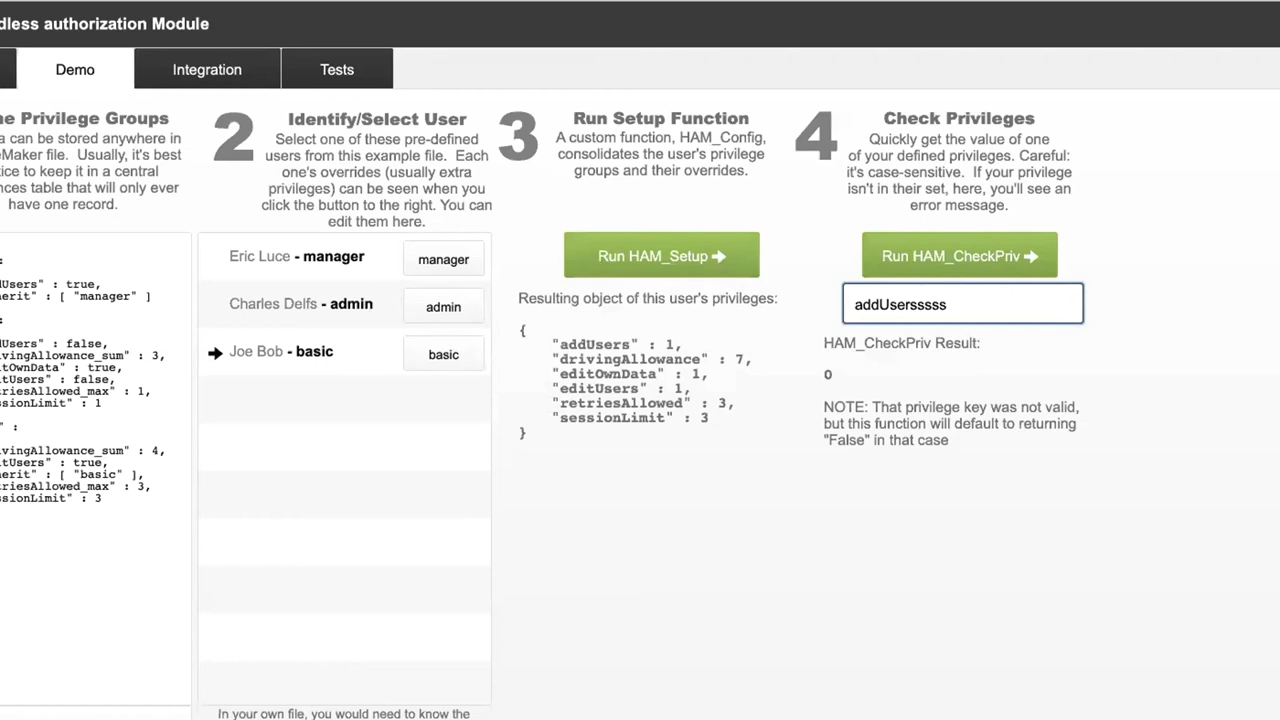 dless authorization Module
Demo
Integration
Tests
ne Privilege Groups
a can be stored anywhere in
eMaker file. Usually, it's best
tice to keep it in a central
nces table that will only ever
have one record.
:
dUsers" : true,
herit" : [ "manager" ]
:
dUsers" : false,
ivingAllowance_sum" : 3,
itOwnData" : true,
itUsers" : false,
triesAllowed_max" : 1,
ssionLimit" : 1
" :
ivingAllowance_sum" : 4,
itUsers" : true,
herit" : [ "basic" ],
triesAllowed_max" : 3,
ssionLimit" : 3
2
Identify/Select User
Select one of these pre-defined
users from this example file. Each
one's overrides (usually extra
privileges) can be seen when you
click the button to the right. You can
edit them here.
Eric Luce - manager
manager
Charles Delfs - admin
admin
Joe Bob - basic
basic
In your own file, you would need to know the
3
Run Setup Function
A custom function, HAM_Config,
consolidates the user's privilege
groups and their overrides.
Run HAM_Setup
Resulting object of this user's privileges:
{
"addUsers" : 1,
"drivingAllowance" : 7,
"editOwnData" : 1,
"editUsers" : 1,
"retriesAllowed" : 3,
"sessionLimit" : 3
}
4
Check Privileges
Quickly get the value of one
of your defined privileges. Careful:
it's case-sensitive. If your privilege
isn't in their set, here, you'll see an
error message.
Run HAM_CheckPriv
addUsersssss
HAM_CheckPriv Result:
0
NOTE: That privilege key was not valid,
but this function will default to returning
"False" in that case